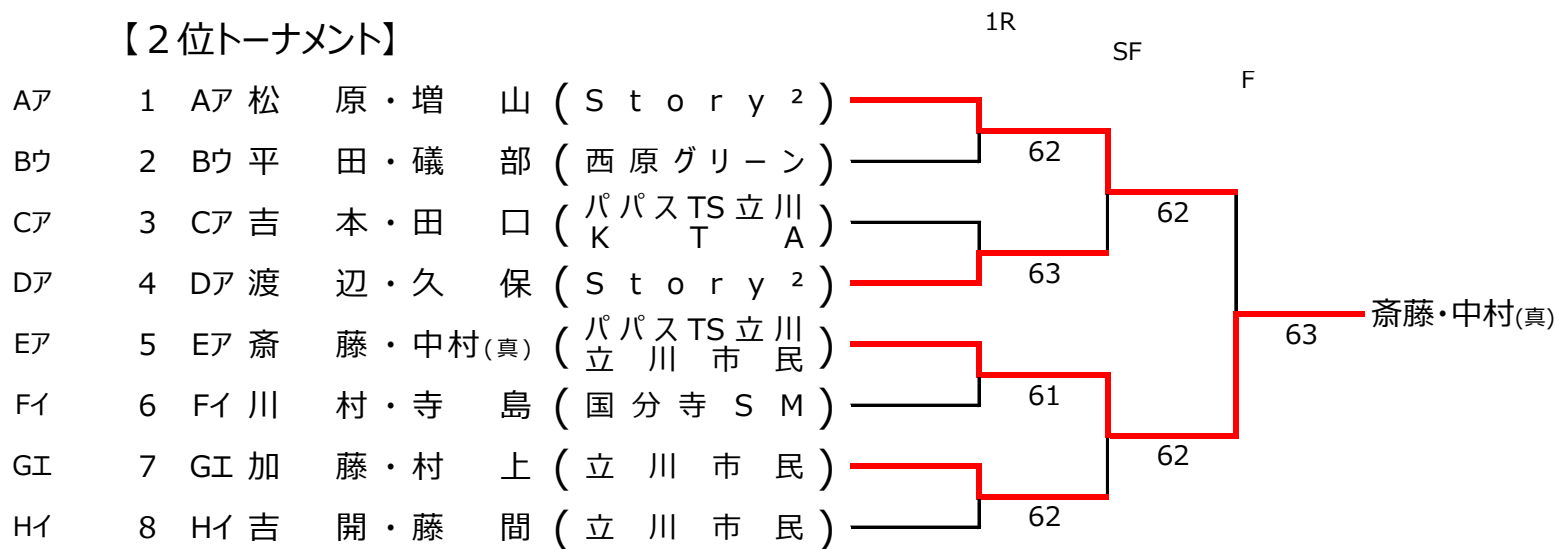 【２位トーナメント】
1R
SF
F
Aア 1 Aア 松原・増山 (Story²)
Bウ 2 Bウ 平田・礒部 (西原グリーン)
Cア 3 Cア 吉本・田口 (パパスTS立川 KTA)
Dア 4 Dア 渡辺・久保 (Story²)
Eア 5 Eア 斎藤・中村(真) (パパスTS立川 立川市民)
Fイ 6 Fイ 川村・寺島 (国分寺SM)
Gエ 7 Gエ 加藤・村上 (立川市民)
Hイ 8 Hイ 吉開・藤間 (立川市民)
62
63
61
62
62
62
63
斎藤・中村(真)